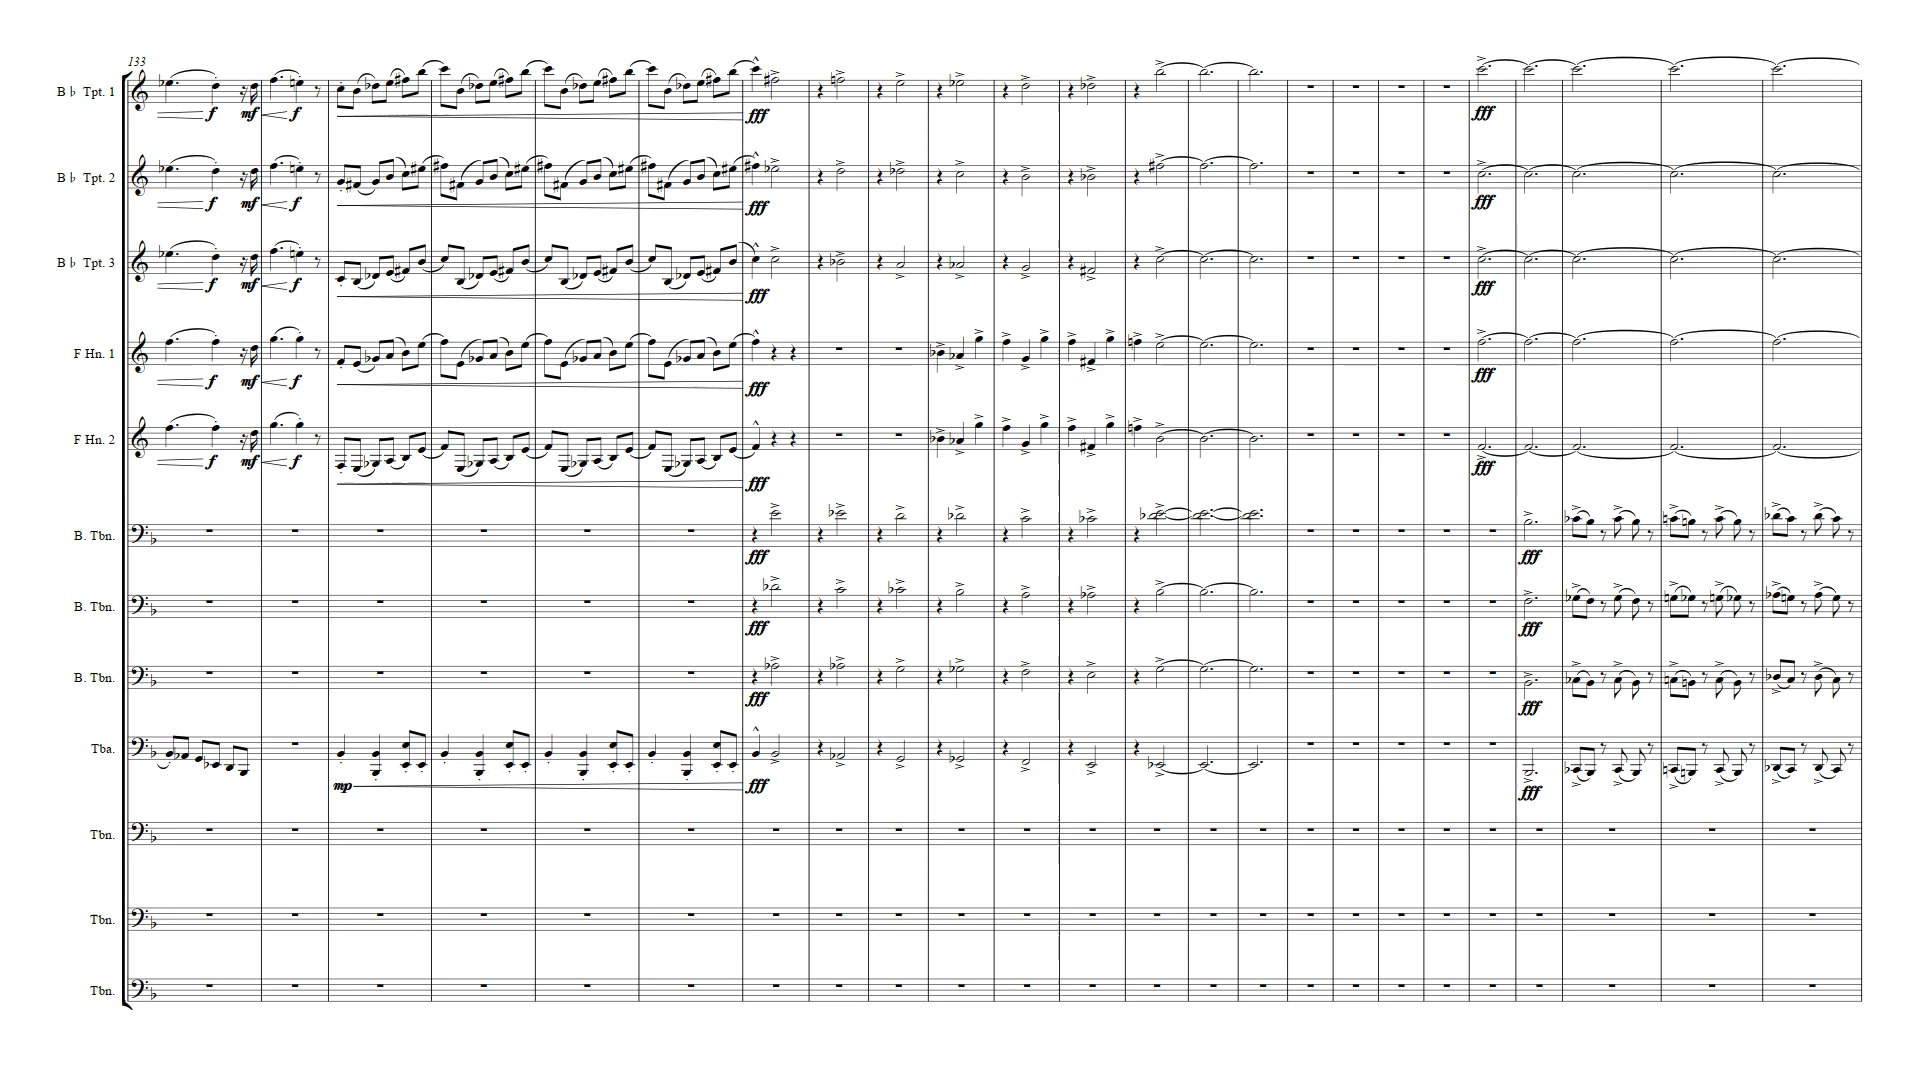 133
B♭ Tpt. 1
f mf f fff fff
B♭ Tpt. 2
f mf f fff fff
B♭ Tpt. 3
f mf f fff fff
F Hn. 1
f mf f fff fff
F Hn. 2
f mf f fff fff
B. Tbn.
fff fff
B. Tbn.
fff fff
B. Tbn.
fff fff
Tba.
mp fff fff
Tbn.
Tbn.
Tbn.